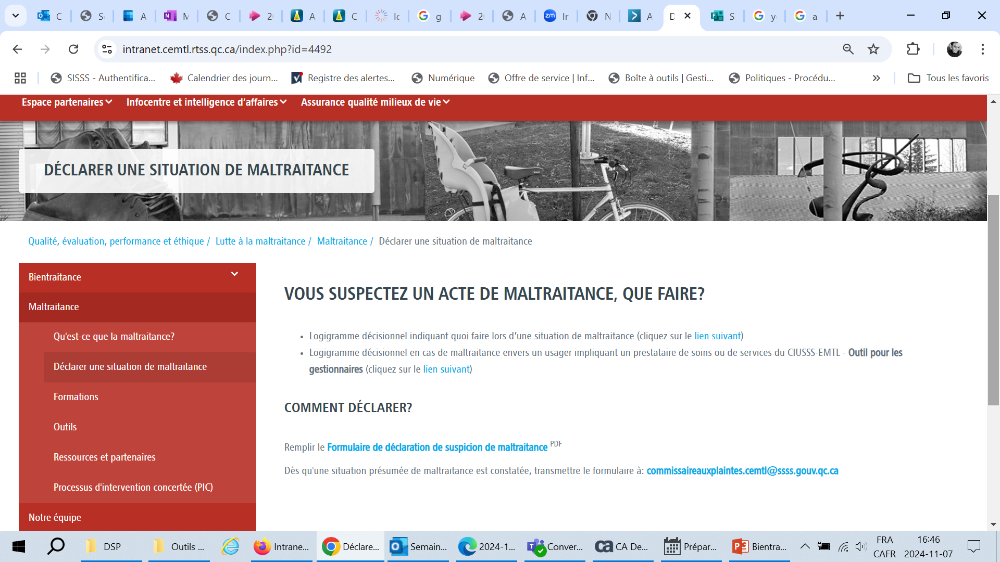 C
S
A
N
C
2
A
C
Ic
g
2
A
zm
Ir
N
A
D
S
y
a
intranet.cemtl.rtss.qc.ca/index.php?id=4492
SISSS - Authentifica...
Calendrier des journ...
Registre des alertes...
Numérique
Offre de service | Inf...
Boîte à outils | Gesti...
Politiques - Procédu...
Tous les favoris
Espace partenaires
Infocentre et intelligence d’affaires
Assurance qualité milieux de vie
DÉCLARER UNE SITUATION DE MALTRAITANCE
Qualité, évaluation, performance et éthique / Lutte à la maltraitance / Maltraitance / Déclarer une situation de maltraitance
Bientraitance
Maltraitance
Qu'est-ce que la maltraitance?
Déclarer une situation de maltraitance
Formations
Outils
Ressources et partenaires
Processus d'intervention concertée (PIC)
Notre équipe
VOUS SUSPECTEZ UN ACTE DE MALTRAITANCE, QUE FAIRE?
• Logigramme décisionnel indiquant quoi faire lors d’une situation de maltraitance (cliquez sur le lien suivant)
• Logigramme décisionnel en cas de maltraitance envers un usager impliquant un prestataire de soins ou de services du CIUSSS-EMTL - Outil pour les
gestionnaires (cliquez sur le lien suivant)
COMMENT DÉCLARER?
Remplir le Formulaire de déclaration de suspicion de maltraitance PDF
Dès qu'une situation présumée de maltraitance est constatée, transmettre le formulaire à: commissaireauxplaintes.cemtl@ssss.gouv.qc.ca
DSP
Outils ...
Intrane...
Déclare...
Semain...
2024-1...
Conver...
CA De...
Prépar...
Bientra...
FRA
CAFR
16:46
2024-11-07